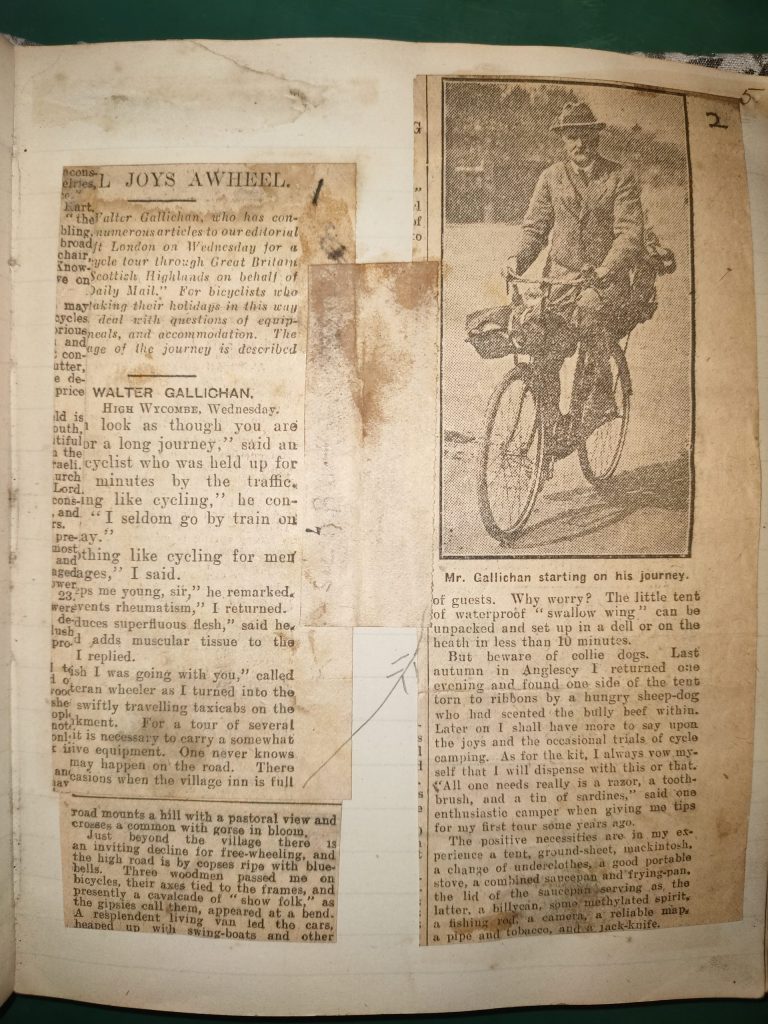 L JOYS AWHEEL.
1
Walter Gallichan, who has con-
numerous articles to our editorial
ft London on Wednesday for a
cycle tour through Great Britain
Scottish Highlands on behalf of
Daily Mail." For bicyclists who
taking their holidays in this way
deal with questions of equip-
meals, and accommodation. The
age of the journey is described
WALTER GALLICHAN.
HIGH WYCOMBE, Wednesday.
look as though you are
or a long journey," said an
cyclist who was held up for
minutes by the traffic.
ing like cycling," he con-
"I seldom go by train on
ay."
thing like cycling for men
ages," I said.
eps me young, sir," he remarked.
events rheumatism," I returned.
duces superfluous flesh," said he.
d adds muscular tissue to the
I replied.
ish I was going with you," called
teran wheeler as I turned into the
swiftly travelling taxicabs on the
nkment. For a tour of several
it is necessary to carry a somewhat
ive equipment. One never knows
may happen on the road. There
casions when the village inn is full
road mounts a hill with a pastoral view and
crosses a common with gorse in bloom.
Just beyond the village there is
an inviting decline for free-wheeling, and
the high road is by copses ripe with blue-
bells. Three woodmen passed me on
bicycles, their axes tied to the frames, and
presently a cavalcade of "show folk," as
the gipsies call them, appeared at a bend.
A resplendent living van led the cars,
heaped up with swing-boats and other
2
5
Mr. Gallichan starting on his journey.
of guests. Why worry? The little tent
of waterproof "swallow wing" can be
unpacked and set up in a dell or on the
heath in less than 10 minutes.
But beware of collie dogs. Last
autumn in Anglesey I returned one
evening and found one side of the tent
torn to ribbons by a hungry sheep-dog
who had scented the bully beef within.
Later on I shall have more to say upon
the joys and the occasional trials of cycle
camping. As for the kit, I always vow my-
self that I will dispense with this or that.
"All one needs really is a razor, a tooth-
brush, and a tin of sardines," said one
enthusiastic camper when giving me tips
for my first tour some years ago.
The positive necessities are in my ex-
perience a tent, ground-sheet, mackintosh,
a change of underclothes, a good portable
stove, a combined saucepan and frying-pan,
the lid of the saucepan serving as the
latter, a billycan, some methylated spirit,
a fishing rod, a camera, a reliable map,
a pipe and tobacco, and a jack-knife.